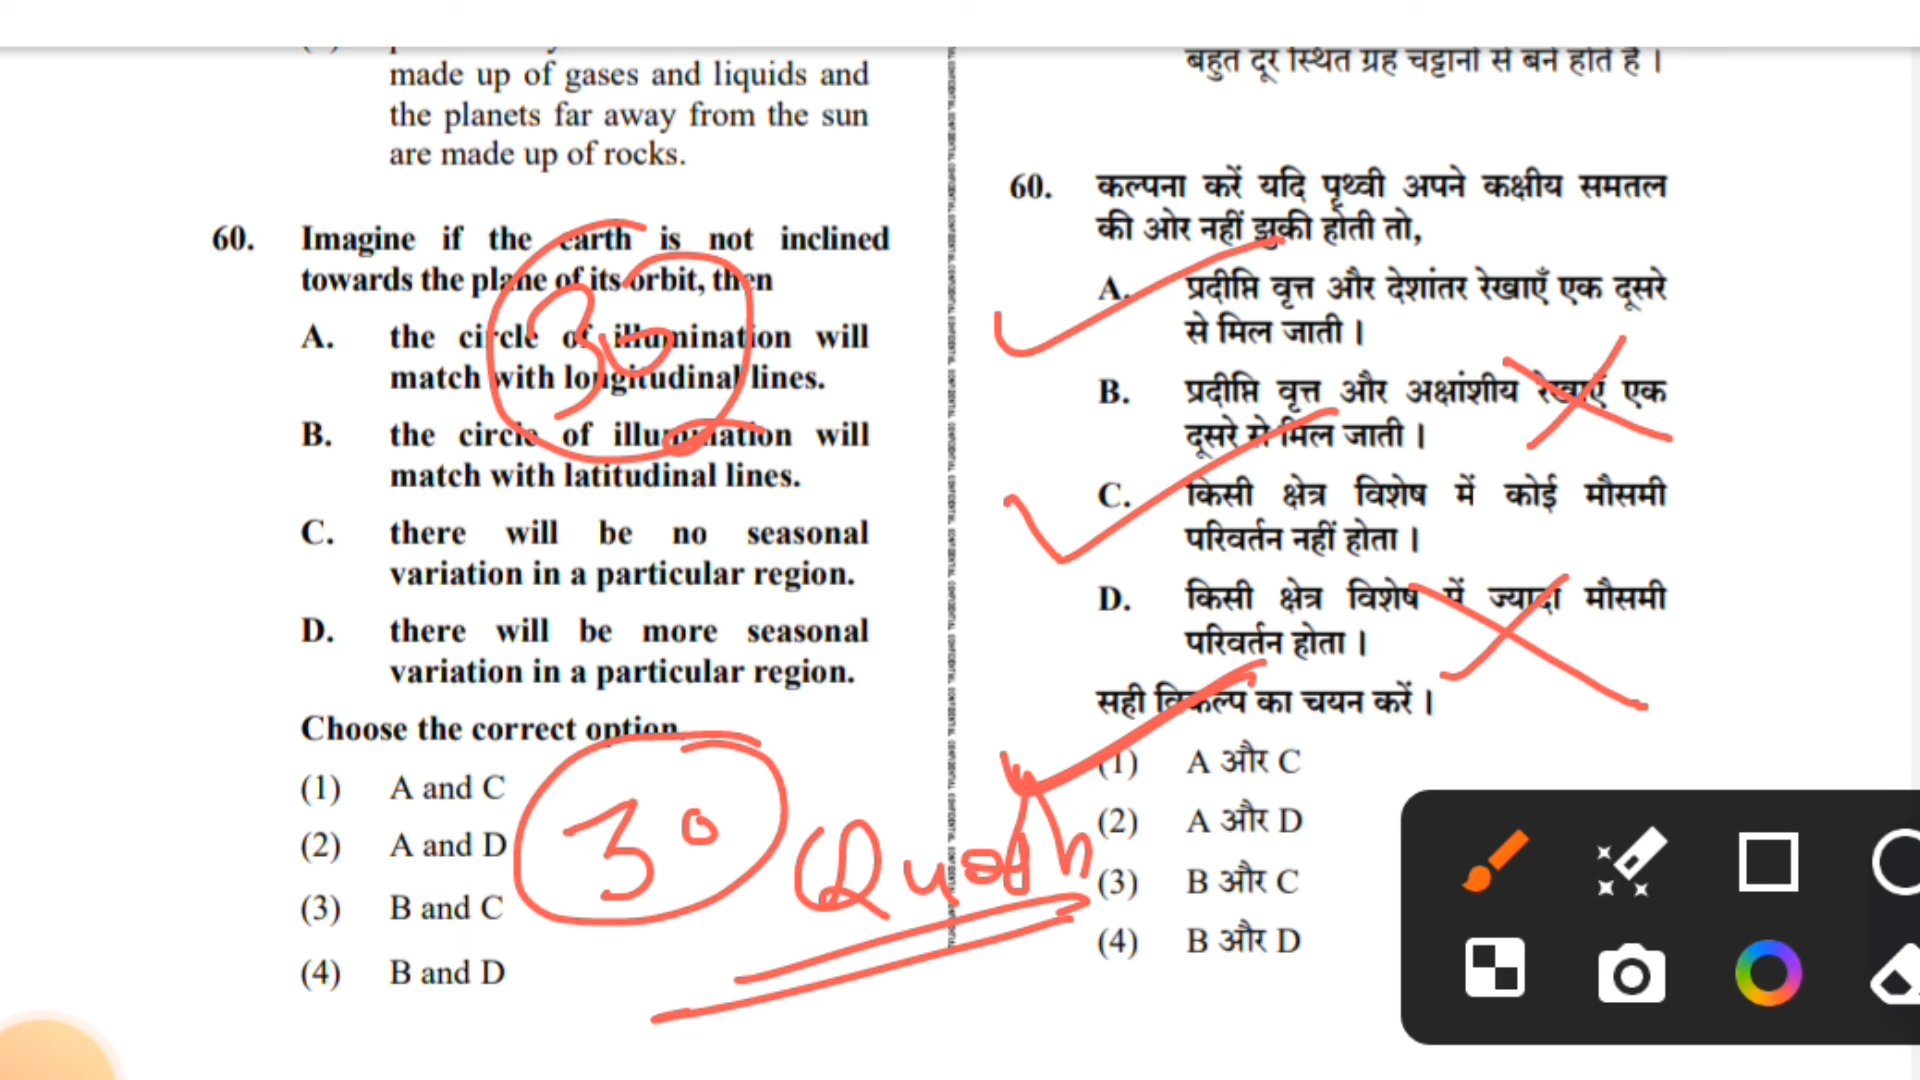 made up of gases and liquids and
the planets far away from the sun
are made up of rocks.
60. Imagine if the earth is not inclined
towards the plane of its orbit, then
A. the circle of illumination will
match with longitudinal lines.
B. the circle of illumination will
match with latitudinal lines.
C. there will be no seasonal
variation in a particular region.
D. there will be more seasonal
variation in a particular region.
Choose the correct option
(1) A and C
(2) A and D
(3) B and C
(4) B and D
30
30
बहुत दूर स्थित ग्रह चट्टानों से बने होते हैं ।
60. कल्पना करें यदि पृथ्वी अपने कक्षीय समतल
की ओर नहीं झुकी होती तो,
A. प्रदीप्ति वृत्त और देशांतर रेखाएँ एक दूसरे
से मिल जाती ।
B. प्रदीप्ति वृत्त और अक्षांशीय रेखाएँ एक
दूसरे से मिल जाती ।
C. किसी क्षेत्र विशेष में कोई मौसमी
परिवर्तन नहीं होता ।
D. किसी क्षेत्र विशेष में ज्यादा मौसमी
परिवर्तन होता ।
सही विकल्प का चयन करें ।
(1) A और C
(2) A और D
(3) B और C
(4) B और D